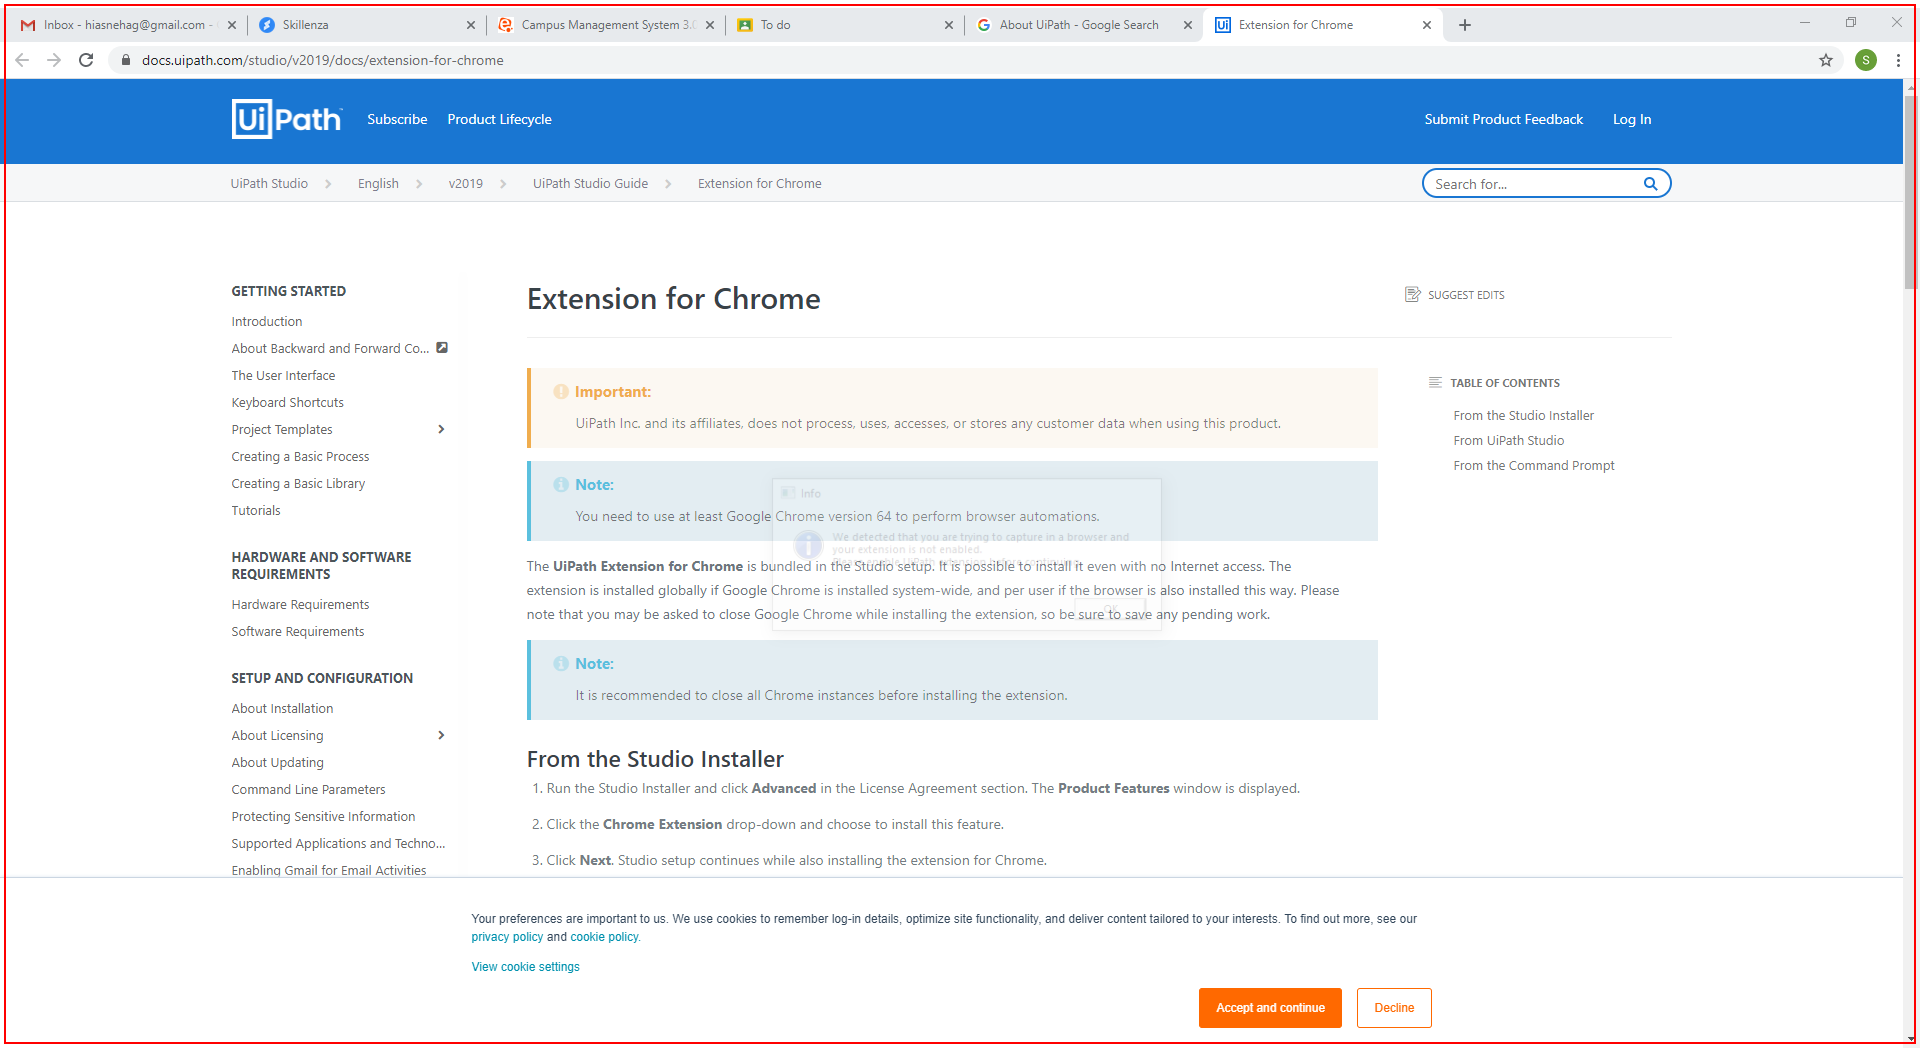 Inbox - hiasnehag@gmail.com -
Skillenza
Campus Management System 3.0
To do
About UiPath - Google Search
Extension for Chrome
docs.uipath.com/studio/v2019/docs/extension-for-chrome
S
UiPath
Subscribe
Product Lifecycle
Submit Product Feedback
Log In
UiPath Studio
English
v2019
UiPath Studio Guide
Extension for Chrome
Search for...
GETTING STARTED
Introduction
About Backward and Forward Co...
The User Interface
Keyboard Shortcuts
Project Templates
Creating a Basic Process
Creating a Basic Library
Tutorials
HARDWARE AND SOFTWARE
REQUIREMENTS
Hardware Requirements
Software Requirements
SETUP AND CONFIGURATION
About Installation
About Licensing
About Updating
Command Line Parameters
Protecting Sensitive Information
Supported Applications and Techno...
Enabling Gmail for Email Activities
Extension for Chrome
SUGGEST EDITS
Important:
UiPath Inc. and its affiliates, does not process, uses, accesses, or stores any customer data when using this product.
Note:
You need to use at least Google Chrome version 64 to perform browser automations.
Info
We detected that you are trying to capture in a browser and
your extension is not enabled.
OK
The UiPath Extension for Chrome is bundled in the Studio setup. It is possible to install it even with no Internet access. The
extension is installed globally if Google Chrome is installed system-wide, and per user if the browser is also installed this way. Please
note that you may be asked to close Google Chrome while installing the extension, so be sure to save any pending work.
Note:
It is recommended to close all Chrome instances before installing the extension.
From the Studio Installer
1. Run the Studio Installer and click Advanced in the License Agreement section. The Product Features window is displayed.
2. Click the Chrome Extension drop-down and choose to install this feature.
3. Click Next. Studio setup continues while also installing the extension for Chrome.
TABLE OF CONTENTS
From the Studio Installer
From UiPath Studio
From the Command Prompt
Your preferences are important to us. We use cookies to remember log-in details, optimize site functionality, and deliver content tailored to your interests. To find out more, see our
privacy policy and cookie policy.
View cookie settings
Accept and continue
Decline